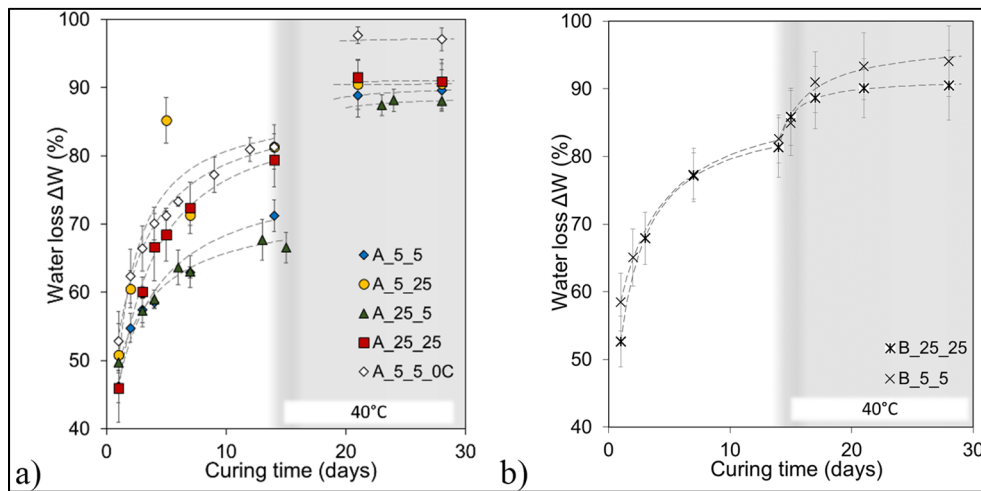 100
90
80
70
60
50
40
Water loss ΔW (%)
A_5_5
A_5_25
A_25_5
A_25_25
A_5_5_0C
40°C
0 10 20 30
Curing time (days)
a)
100
90
80
70
60
50
40
Water loss ΔW (%)
B_25_25
B_5_5
40°C
0 10 20 30
Curing time (days)
b)